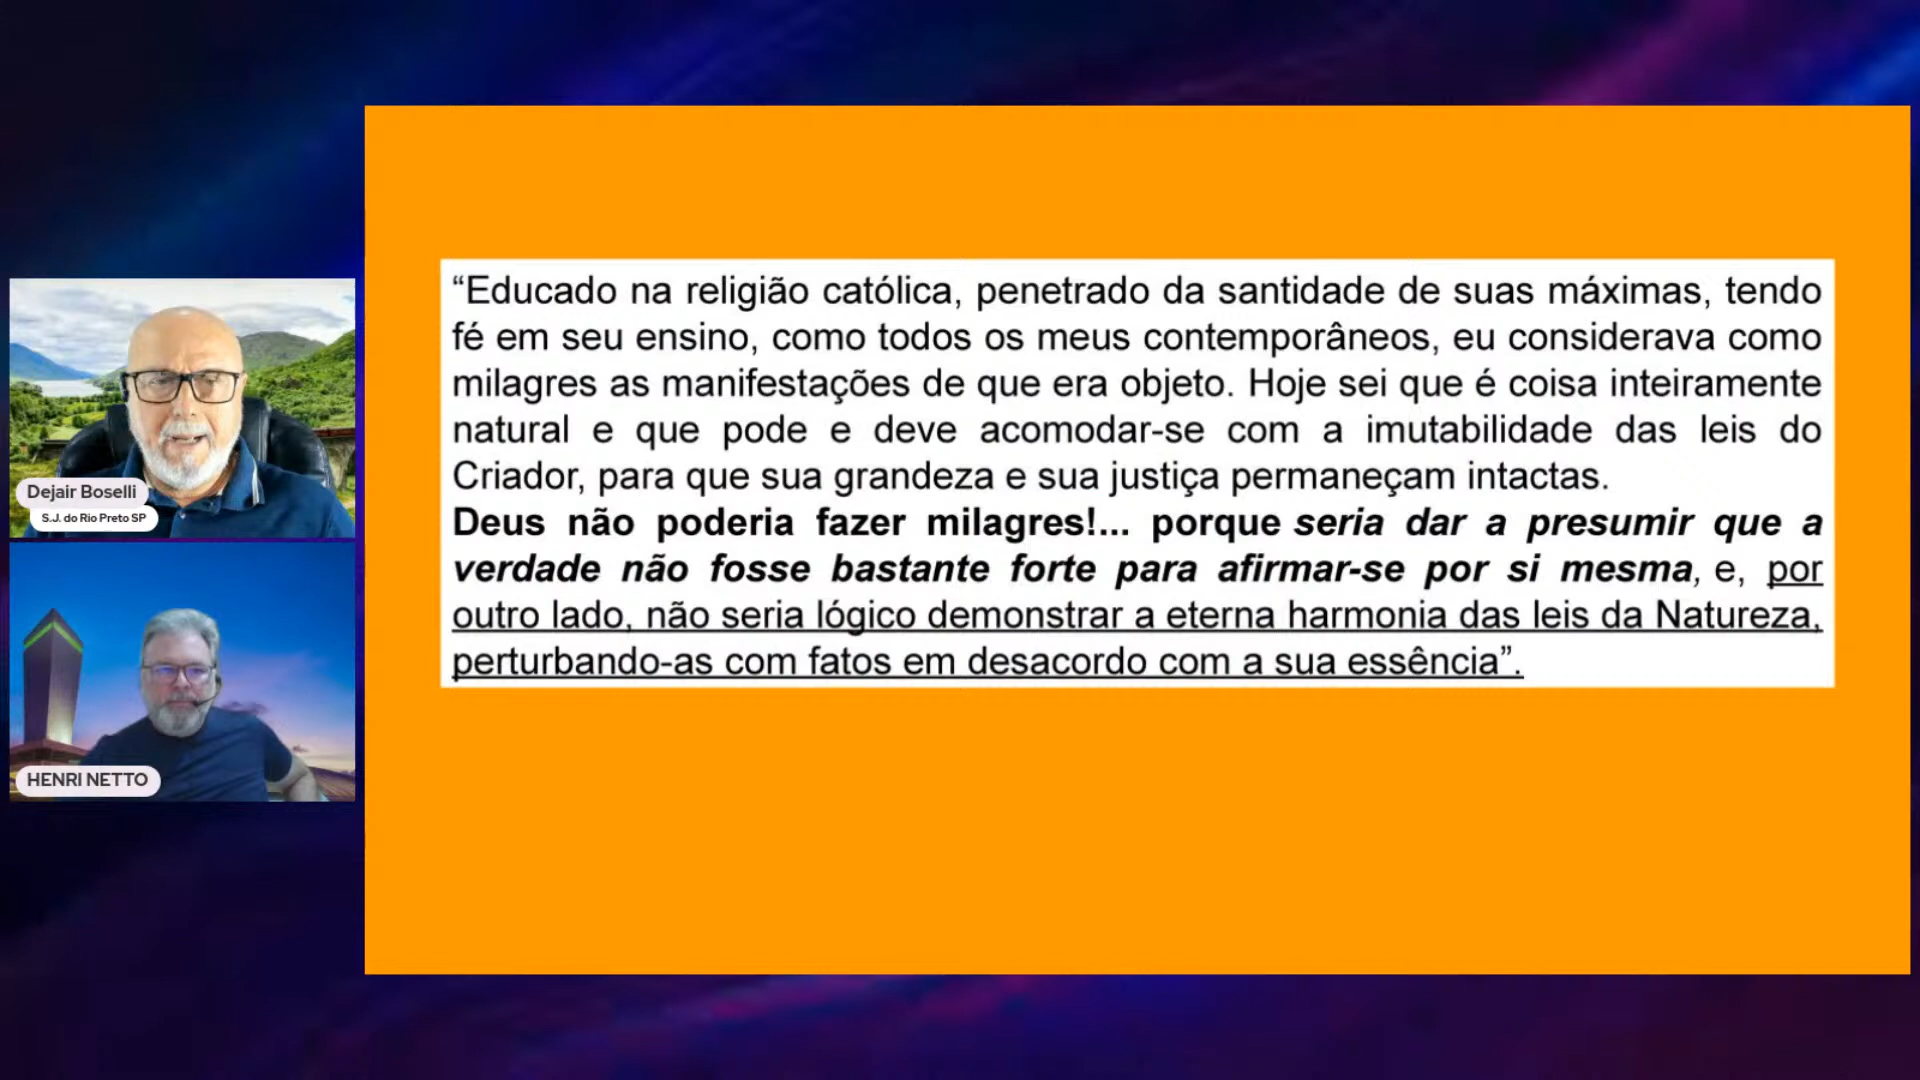 “Educado na religião católica, penetrado da santidade de suas máximas, tendo
fé em seu ensino, como todos os meus contemporâneos, eu considerava como
milagres as manifestações de que era objeto. Hoje sei que é coisa inteiramente
natural e que pode e deve acomodar-se com a imutabilidade das leis do
Criador, para que sua grandeza e sua justiça permaneçam intactas.
Deus não poderia fazer milagres!... porque seria dar a presumir que a
verdade não fosse bastante forte para afirmar-se por si mesma, e, por
outro lado, não seria lógico demonstrar a eterna harmonia das leis da Natureza,
perturbando-as com fatos em desacordo com a sua essência”.
Dejair Boselli
S.J. do Rio Preto SP
HENRI NETTO